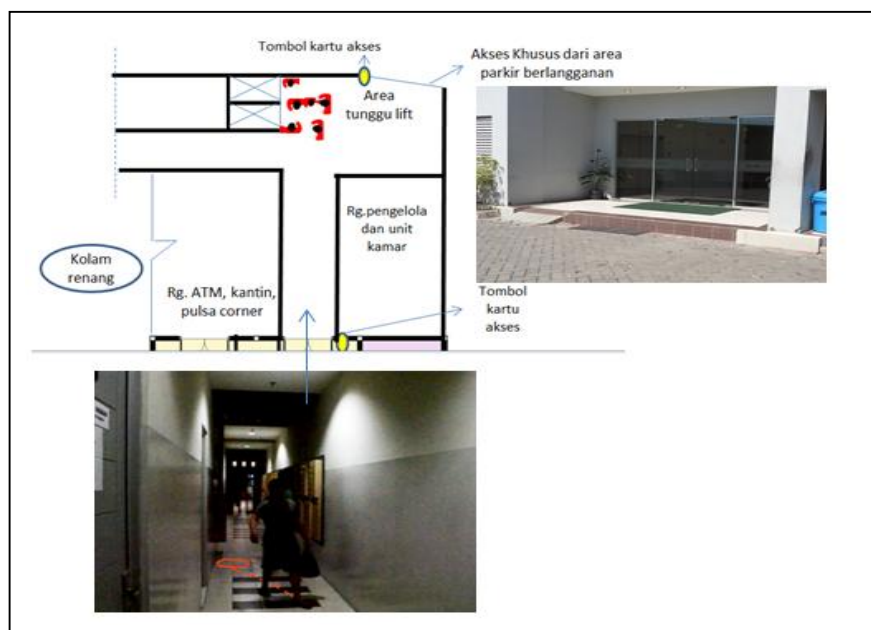 Tombol kartu akses
Akses Khusus dari area
parkir berlangganan
Area
tunggu lift
Rg.pengelola
dan unit
kamar
Kolam
renang
Rg. ATM, kantin,
pulsa corner
Tombol
kartu
akses